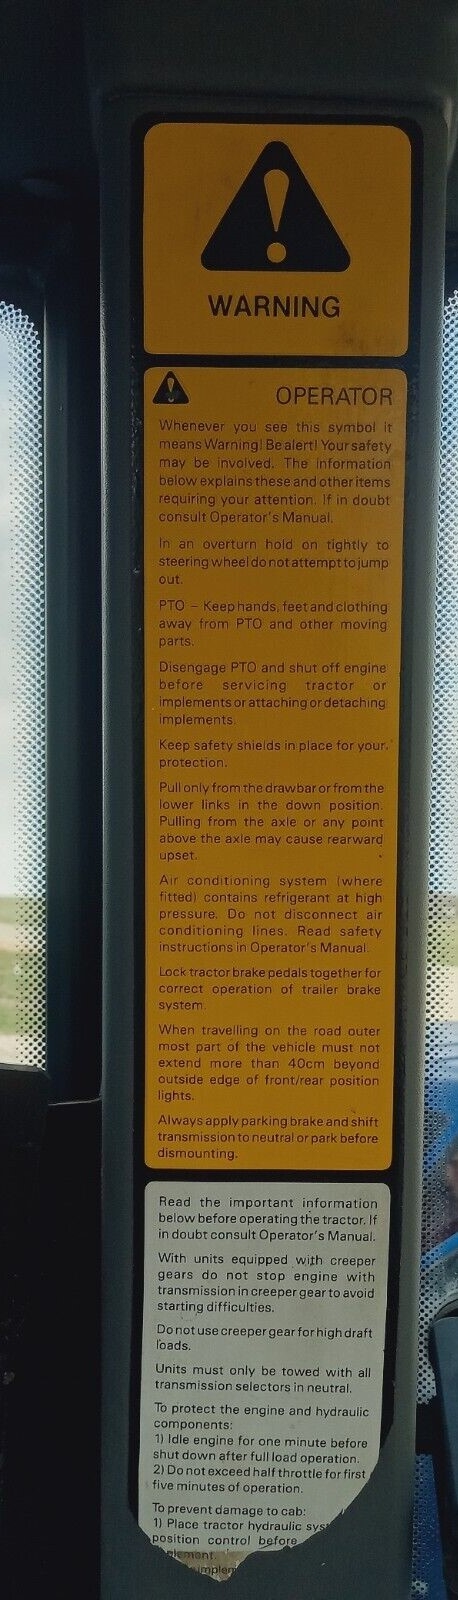 WARNING
OPERATOR
Whenever you see this symbol it
means Warning! Be alert! Your safety
may be involved. The information
below explains these and other items
requiring your attention. If in doubt
consult Operator's Manual.
In an overturn hold on tightly to
steering wheel do not attempt to jump
out.
PTO – Keep hands, feet and clothing
away from PTO and other moving
parts.
Disengage PTO and shut off engine
before servicing tractor or
implements or attaching or detaching
implements.
Keep safety shields in place for your
protection.
Pull only from the drawbar or from the
lower links in the down position.
Pulling from the axle or any point
above the axle may cause rearward
upset.
Air conditioning system (where
fitted) contains refrigerant at high
pressure. Do not disconnect air
conditioning lines. Read safety
instructions in Operator's Manual.
Lock tractor brake pedals together for
correct operation of trailer brake
system.
When travelling on the road outer
most part of the vehicle must not
extend more than 40cm beyond
outside edge of front/rear position
lights.
Always apply parking brake and shift
transmission to neutral or park before
dismounting.
Read the important information
below before operating the tractor. If
in doubt consult Operator's Manual.
With units equipped with creeper
gears do not stop engine with
transmission in creeper gear to avoid
starting difficulties.
Do not use creeper gear for high draft
loads.
Units must only be towed with all
transmission selectors in neutral.
To protect the engine and hydraulic
components:
1) Idle engine for one minute before
shut down after full load operation.
2) Do not exceed half throttle for first
five minutes of operation.
To prevent damage to cab:
1) Place tractor hydraulic sys
position control before